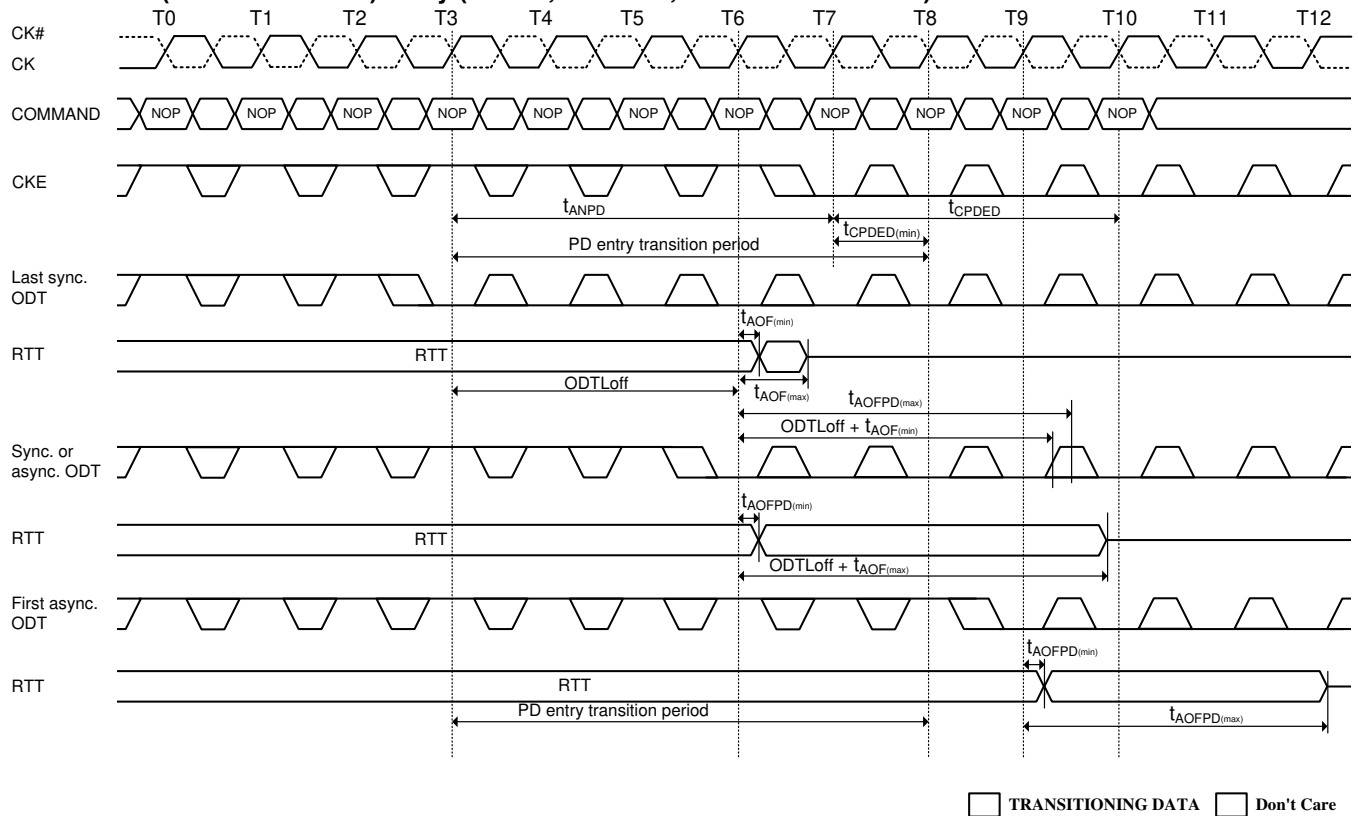 T0 T1 T2 T3 T4 T5 T6 T7 T8 T9 T10 T11 T12
CK#
CK
COMMAND NOP NOP NOP NOP NOP NOP NOP NOP NOP NOP NOP
CKE
tANPD tCPDED
tCPDED(min)
PD entry transition period
Last sync.
ODT
tAOF(min)
RTT RTT
ODTLoff tAOF(max)
tAOFPD(max)
ODTLoff + tAOF(min)
Sync. or
async. ODT
tAOFPD(min)
RTT RTT
ODTLoff + tAOF(max)
First async.
ODT
tAOFPD(min)
RTT RTT
PD entry transition period
tAOFPD(max)
TRANSITIONING DATA Don't Care